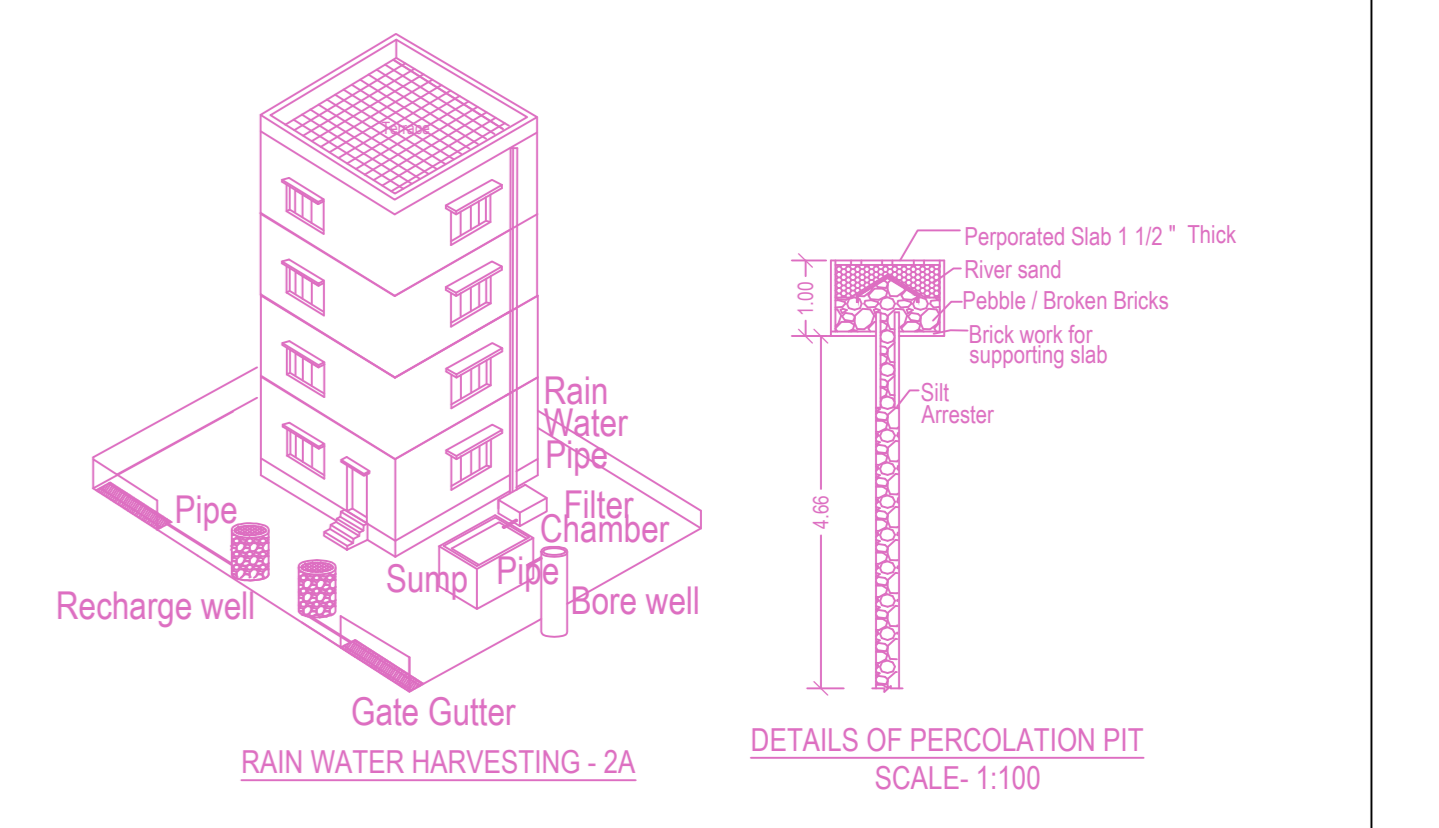 Terrace
Rain
Water
Pipe
Filter
Chamber
Pipe
Sump
Pipe
Bore well
Recharge well
Gate Gutter
RAIN WATER HARVESTING - 2A
Perporated Slab 1 1/2 " Thick
River sand
Pebble / Broken Bricks
Brick work for
supporting slab
Silt
Arrester
1.00
4.66
DETAILS OF PERCOLATION PIT
SCALE- 1:100